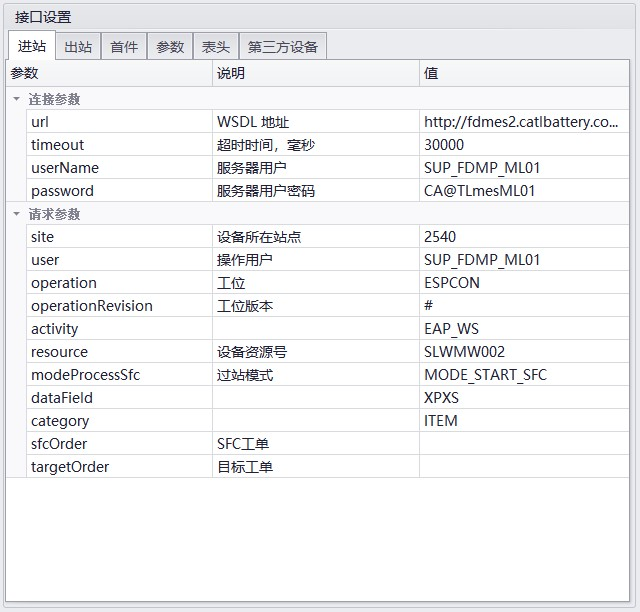 接口设置
进站 出站 首件 参数 表头 第三方设备
参数 说明 值
连接参数
url WSDL 地址 http://fdmes2.catlbattery.co...
timeout 超时时间，毫秒 30000
userName 服务器用户 SUP_FDMP_ML01
password 服务器用户密码 CA@TLmesML01
请求参数
site 设备所在站点 2540
user 操作用户 SUP_FDMP_ML01
operation 工位 ESPCON
operationRevision 工位版本 #
activity EAP_WS
resource 设备资源号 SLWMW002
modeProcessSfc 过站模式 MODE_START_SFC
dataField XPXS
category ITEM
sfcOrder SFC工单
targetOrder 目标工单